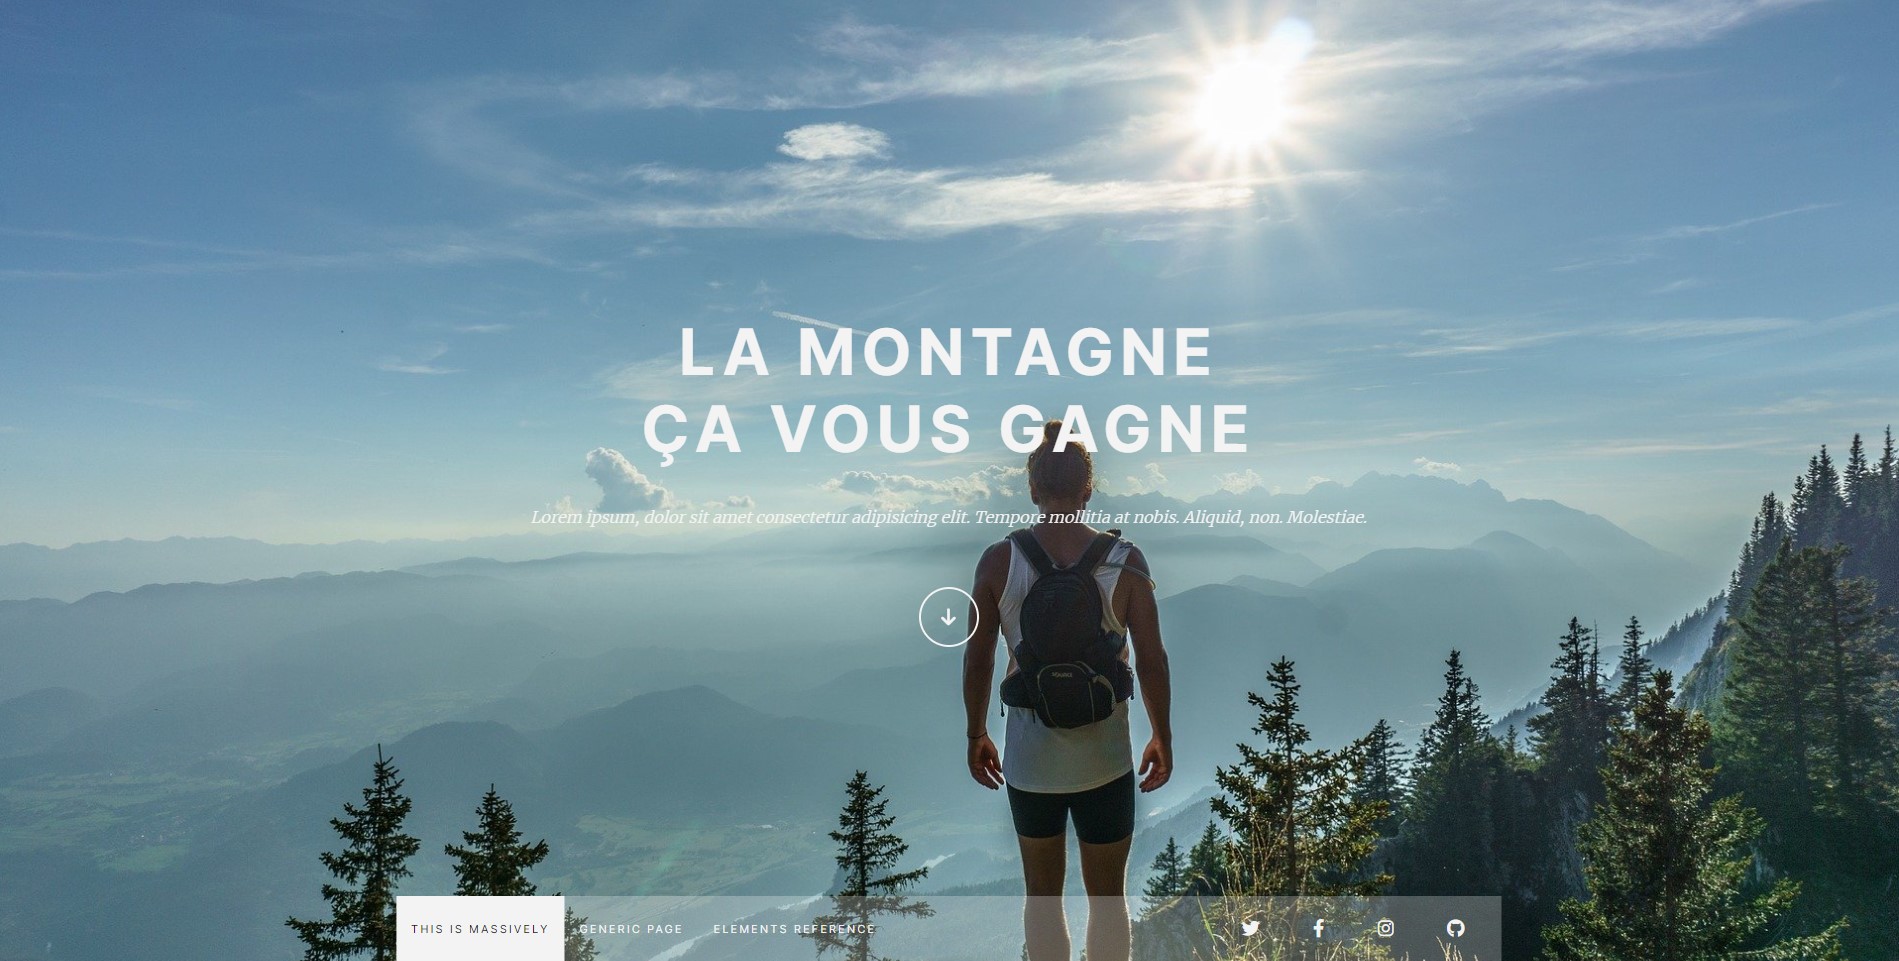 LA MONTAGNE
ÇA VOUS GAGNE
Lorem ipsum, dolor sit amet consectetur adipisicing elit. Tempore mollitia at nobis. Aliquid, non. Molestiae.
THIS IS MASSIVELY
GENERIC PAGE
ELEMENTS REFERENCE